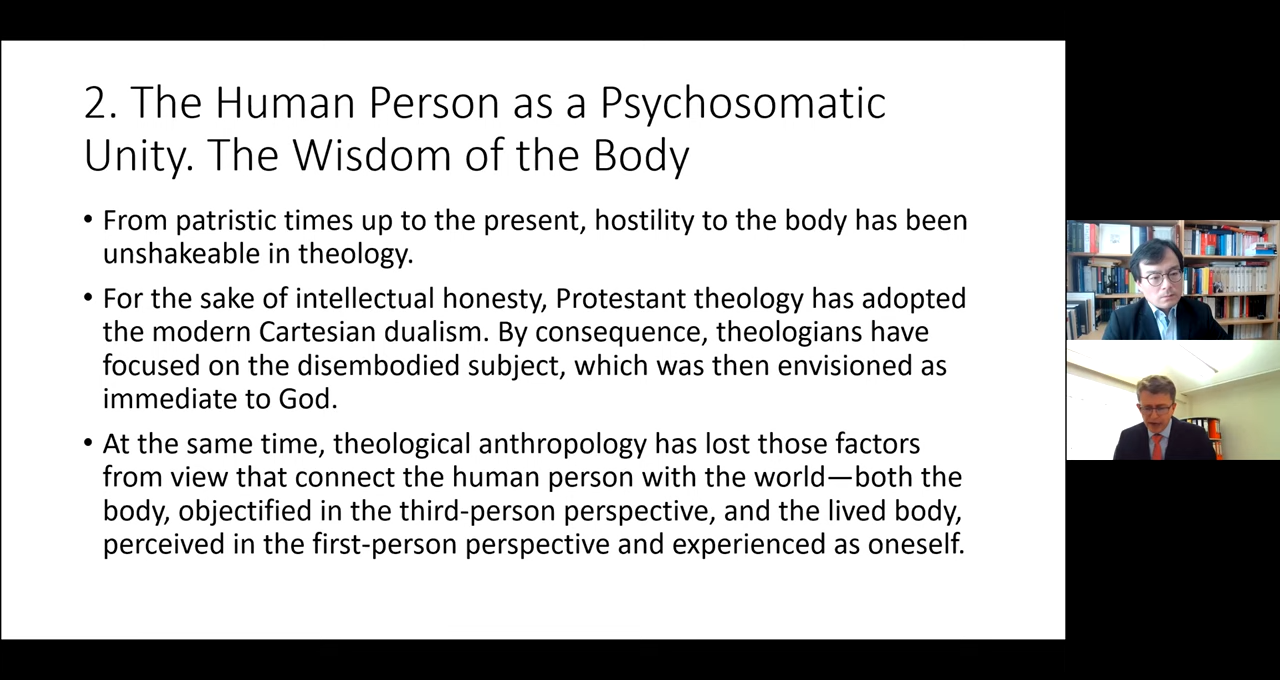 2. The Human Person as a Psychosomatic
Unity. The Wisdom of the Body
• From patristic times up to the present, hostility to the body has been
unshakeable in theology.
• For the sake of intellectual honesty, Protestant theology has adopted
the modern Cartesian dualism. By consequence, theologians have
focused on the disembodied subject, which was then envisioned as
immediate to God.
• At the same time, theological anthropology has lost those factors
from view that connect the human person with the world—both the
body, objectified in the third-person perspective, and the lived body,
perceived in the first-person perspective and experienced as oneself.